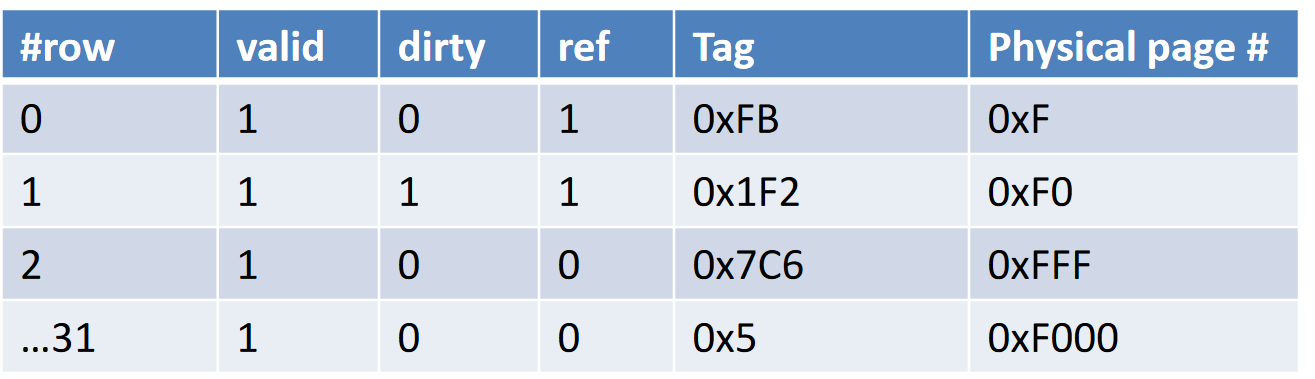 #row valid dirty ref Tag Physical page #
0 1 0 1 0xFB 0xF
1 1 1 1 0x1F2 0xF0
2 1 0 0 0x7C6 0xFFF
...31 1 0 0 0x5 0xF000